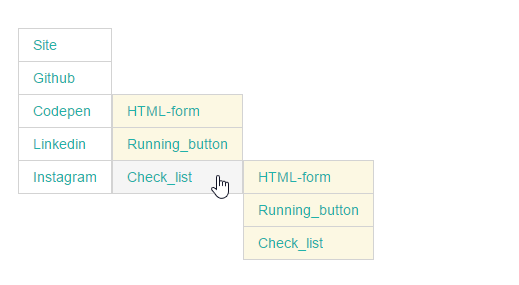 Site
Github
Codepen
HTML-form
Linkedin
Running_button
Instagram
Check_list
HTML-form
Running_button
Check_list